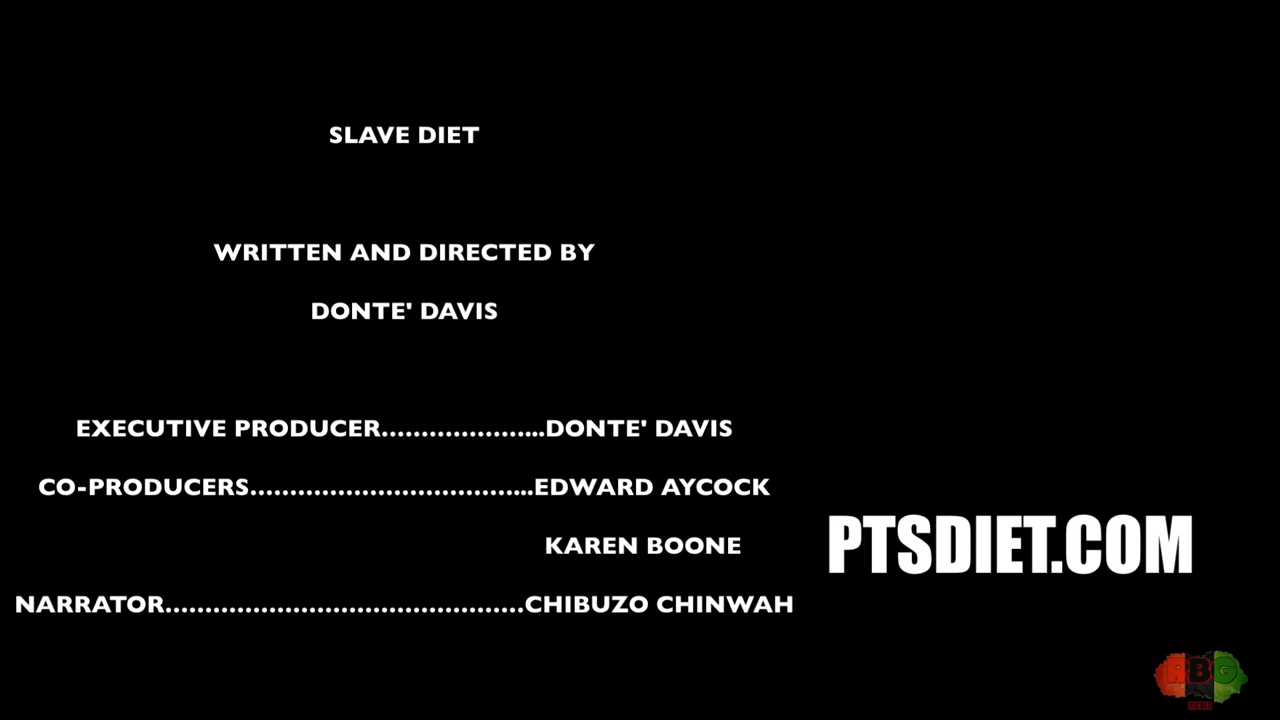 SLAVE DIET
WRITTEN AND DIRECTED BY
DONTE' DAVIS
EXECUTIVE PRODUCER.....................DONTE' DAVIS
CO-PRODUCERS...................................EDWARD AYCOCK
KAREN BOONE
NARRATOR.............................................CHIBUZO CHINWAH
PTSDIET.COM
RBG
MEDIA